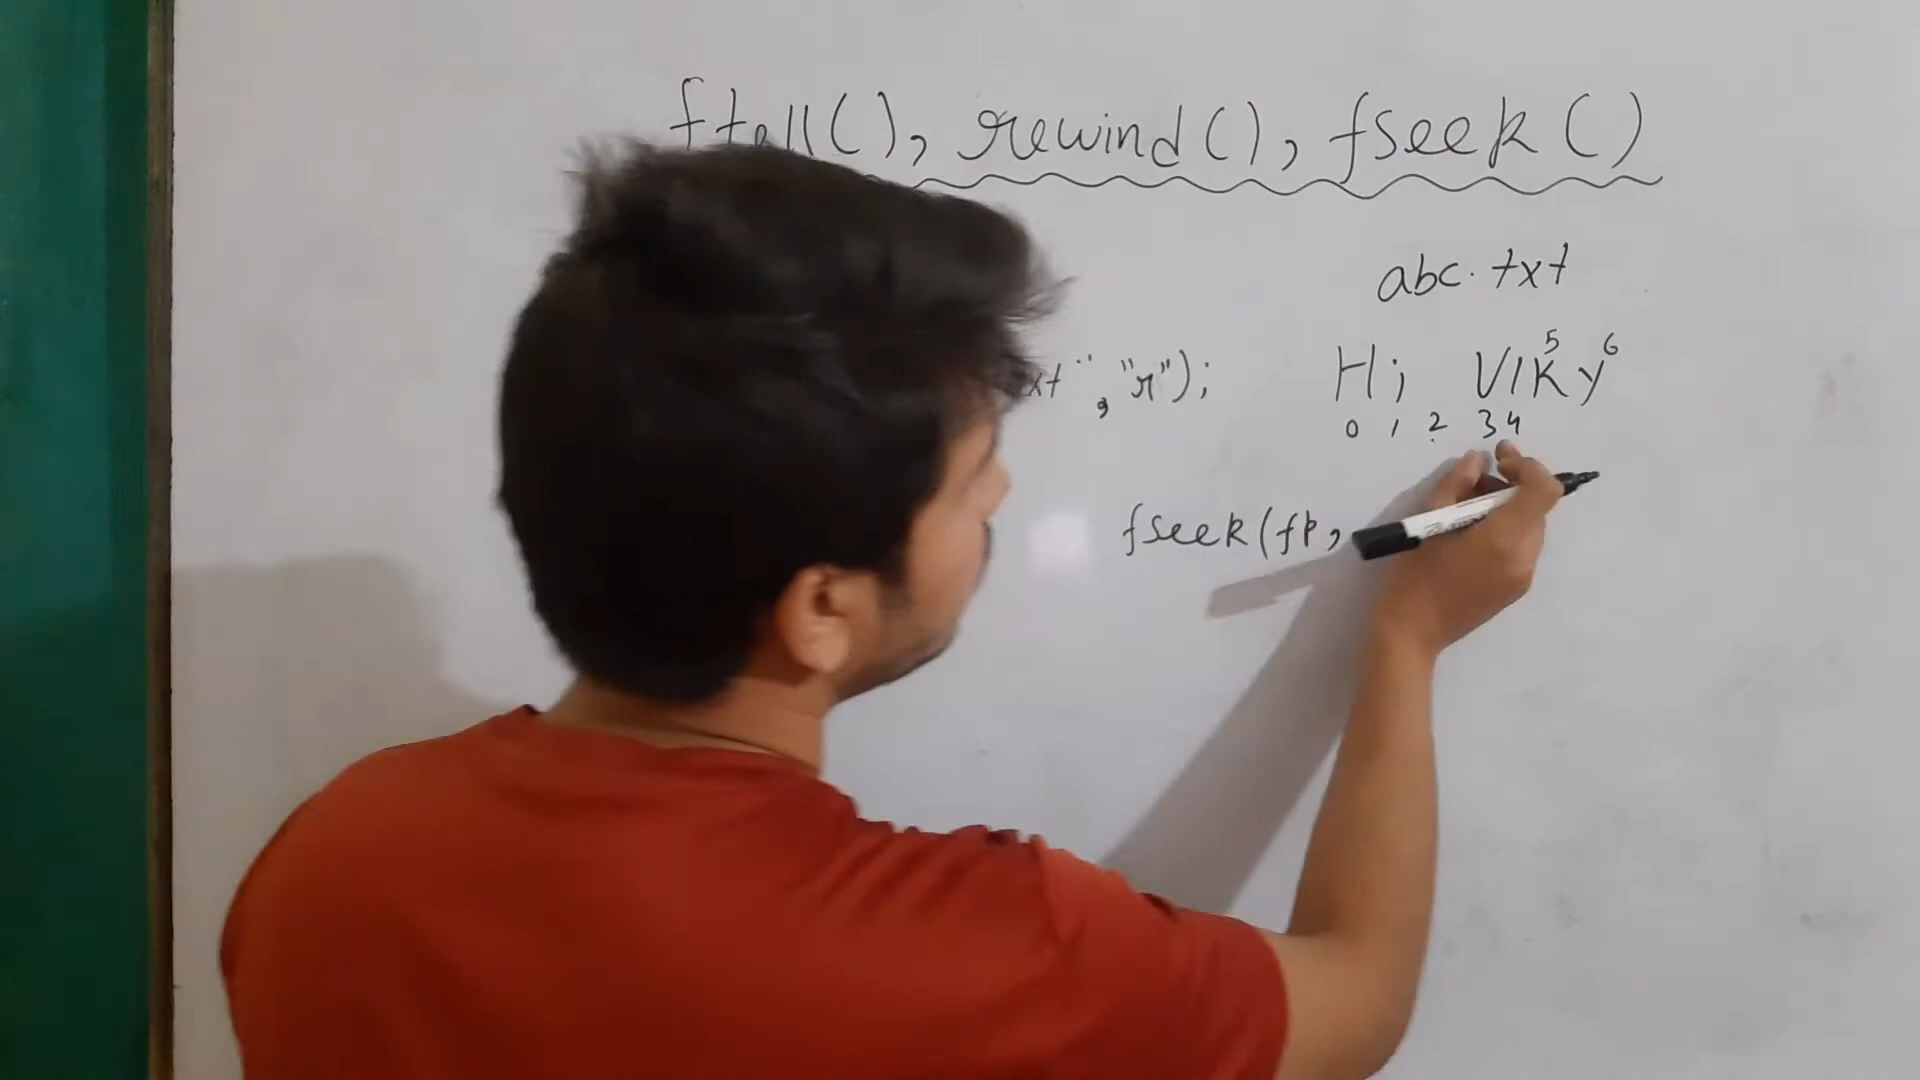 ftell(), rewind(), fseek()
abc.txt
xt", "r");
Hi VIKY
5 6
0 1 2 3 4
fseek(fp,